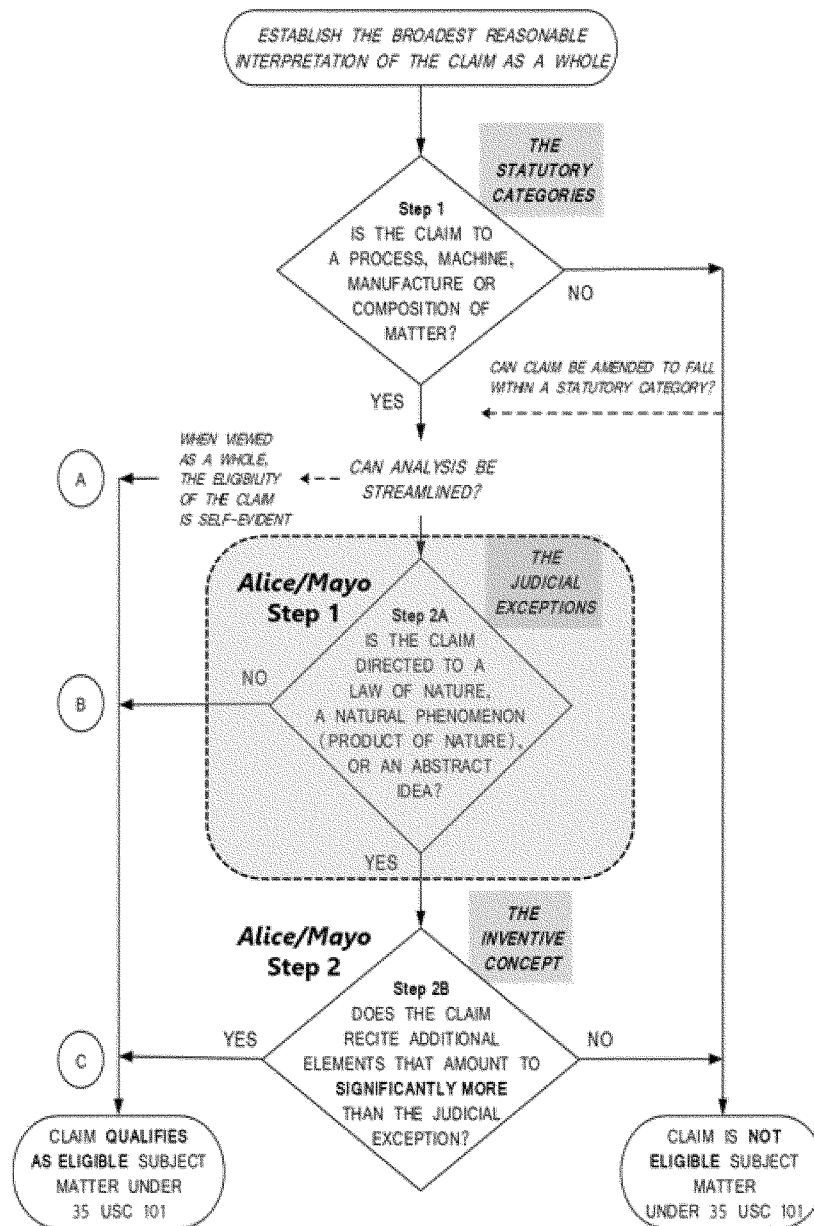 ESTABLISH THE BROADEST REASONABLE
INTERPRETATION OF THE CLAIM AS A WHOLE
THE
STATUTORY
CATEGORIES
Step 1
IS THE CLAIM TO
A PROCESS, MACHINE,
MANUFACTURE OR
COMPOSITION OF
MATTER?
NO
YES
CAN CLAIM BE AMENDED TO FALL
WITHIN A STATUTORY CATEGORY?
A
WHEN VIEWED
AS A WHOLE,
THE ELIGIBILITY
OF THE CLAIM
IS SELF-EVIDENT
CAN ANALYSIS BE
STREAMLINED?
THE
JUDICIAL
EXCEPTIONS
Alice/Mayo
Step 1
Step 2A
IS THE CLAIM
DIRECTED TO A
LAW OF NATURE,
A NATURAL PHENOMENON
(PRODUCT OF NATURE),
OR AN ABSTRACT
IDEA?
NO
B
YES
THE
INVENTIVE
CONCEPT
Alice/Mayo
Step 2
Step 2B
DOES THE CLAIM
RECITE ADDITIONAL
ELEMENTS THAT AMOUNT TO
SIGNIFICANTLY MORE
THAN THE JUDICIAL
EXCEPTION?
YES
NO
C
CLAIM QUALIFIES
AS ELIGIBLE SUBJECT
MATTER UNDER
35 USC 101
CLAIM IS NOT
ELIGIBLE SUBJECT
MATTER
UNDER 35 USC 101